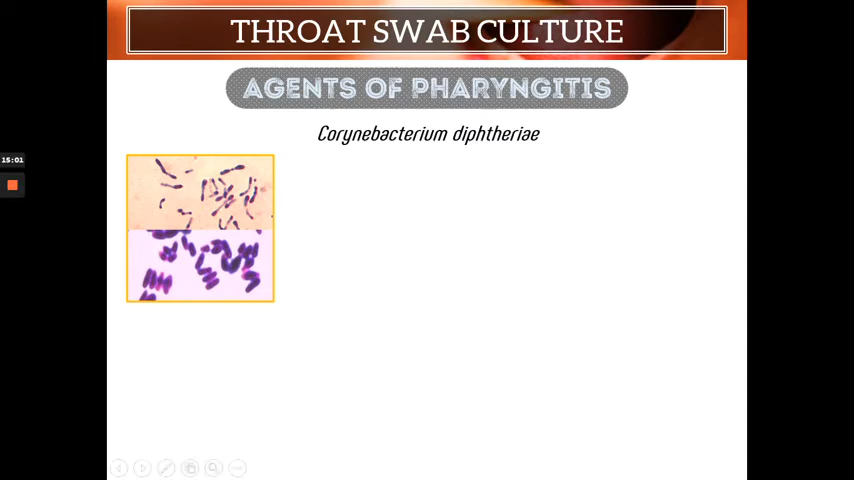 THROAT SWAB CULTURE
AGENTS OF PHARYNGITIS
Corynebacterium diphtheriae
15:01